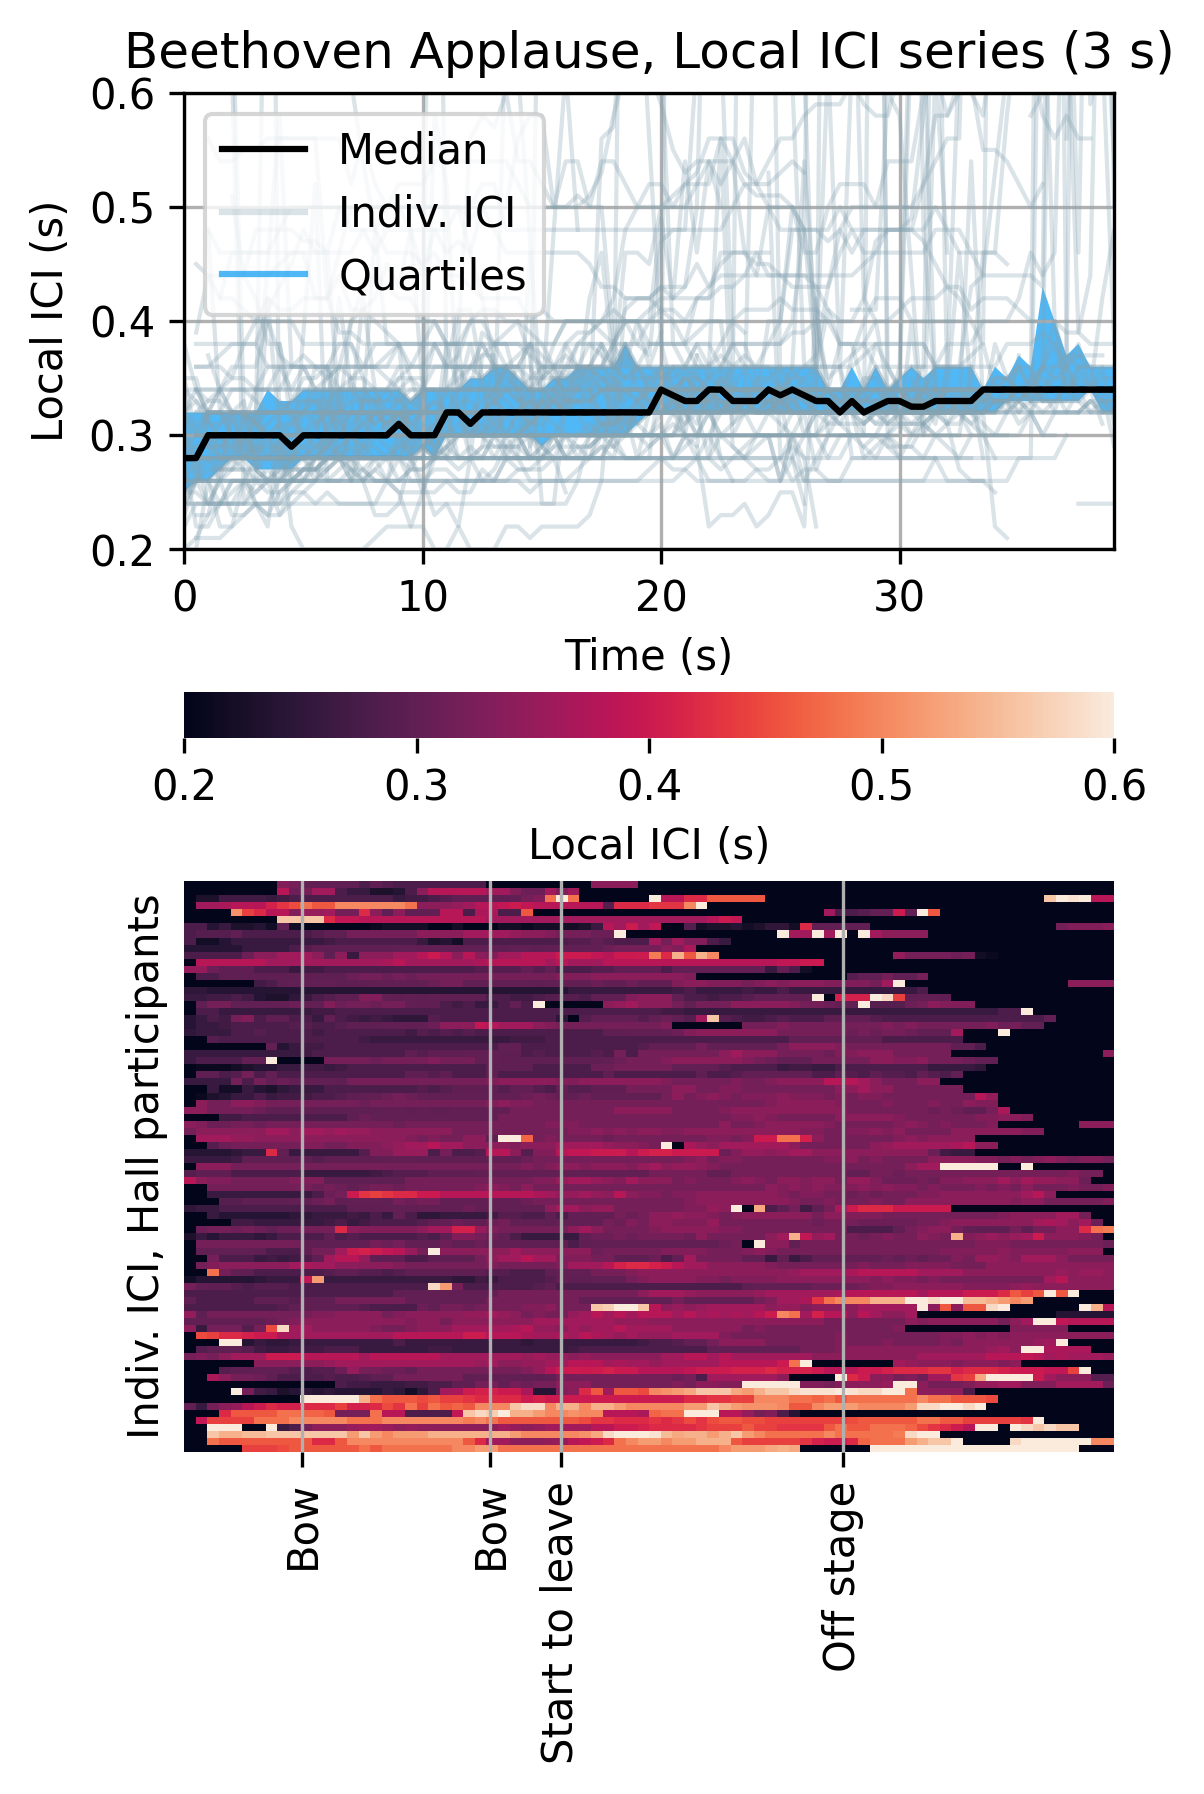 Beethoven Applause, Local ICI series (3 s)
0.6
0.5
0.4
0.3
0.2
Local ICI (s)
Median
Indiv. ICI
Quartiles
0 10 20 30
Time (s)
0.2 0.3 0.4 0.5 0.6
Local ICI (s)
Indiv. ICI, Hall participants
Bow
Bow
Start to leave
Off stage